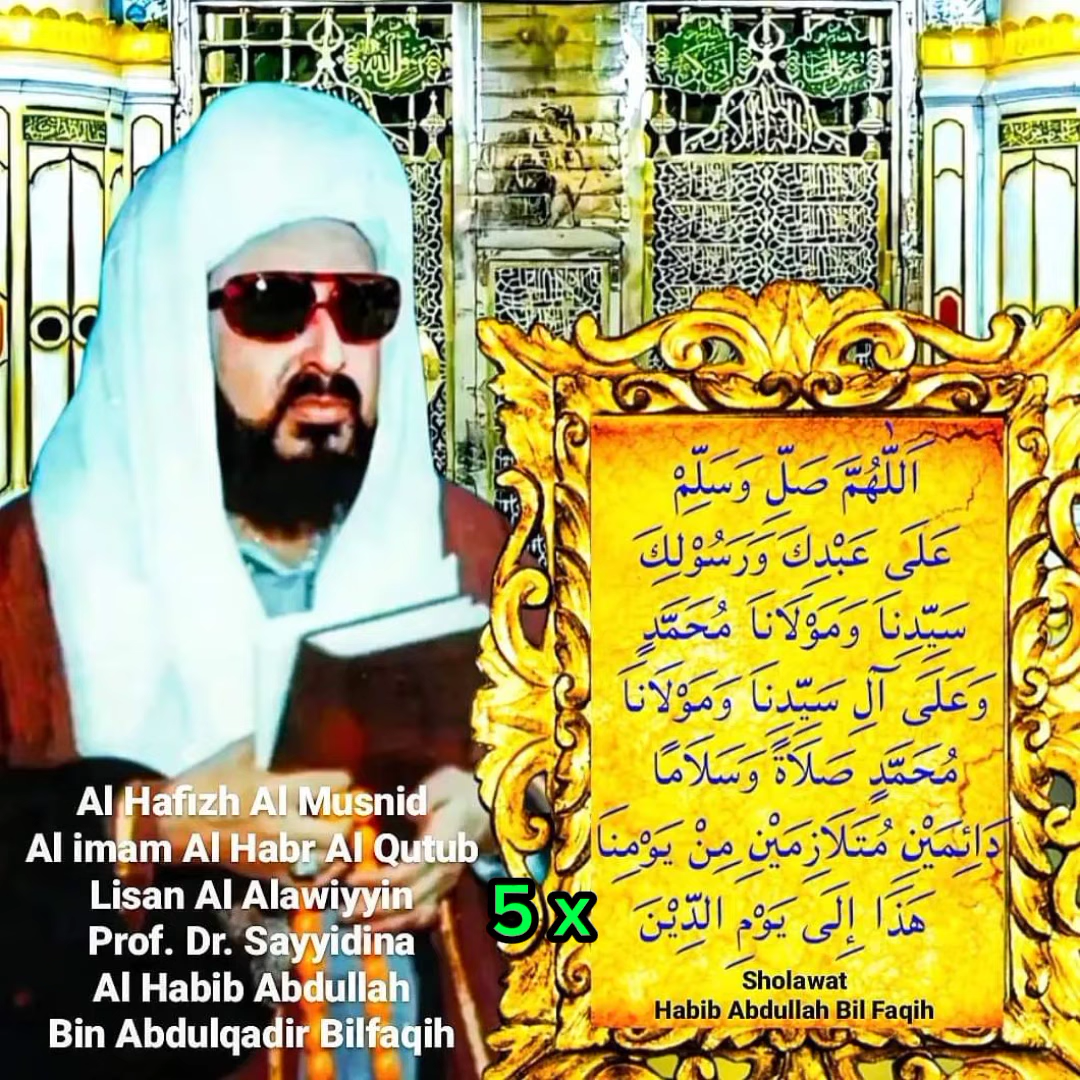 اَللّٰهُمَّ صَلِّ وَسَلِّمْ
عَلَى عَبْدِكَ وَرَسُوْلِكَ
سَيِّدِنَا وَمَوْلَانَا مُحَمَّدٍ
وَعَلَى آلِ سَيِّدِنَا وَمَوْلَانَا
مُحَمَّدٍ صَلَاةً وَسَلَامًا
دَائِمَيْنِ مُتَلَازِمَيْنِ مِنْ يَوْمِنَا
هَذَا إِلَى يَوْمِ الدِّيْنَ
Sholawat
Habib Abdullah Bil Faqih
5 x
Al Hafizh Al Musnid
Al imam Al Habr Al Qutub
Lisan Al Alawiyyin
Prof. Dr. Sayyidina
Al Habib Abdullah
Bin Abdulqadir Bilfaqih